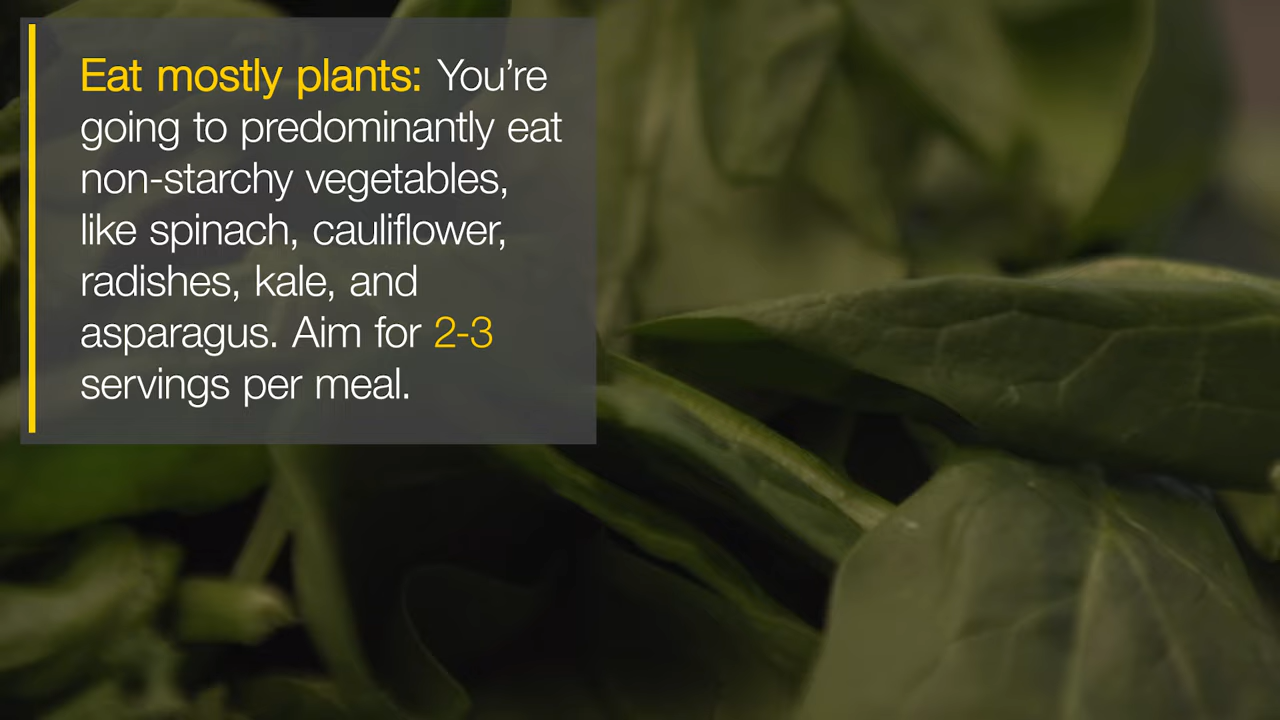 Eat mostly plants: You’re
going to predominantly eat
non-starchy vegetables,
like spinach, cauliflower,
radishes, kale, and
asparagus. Aim for 2-3
servings per meal.